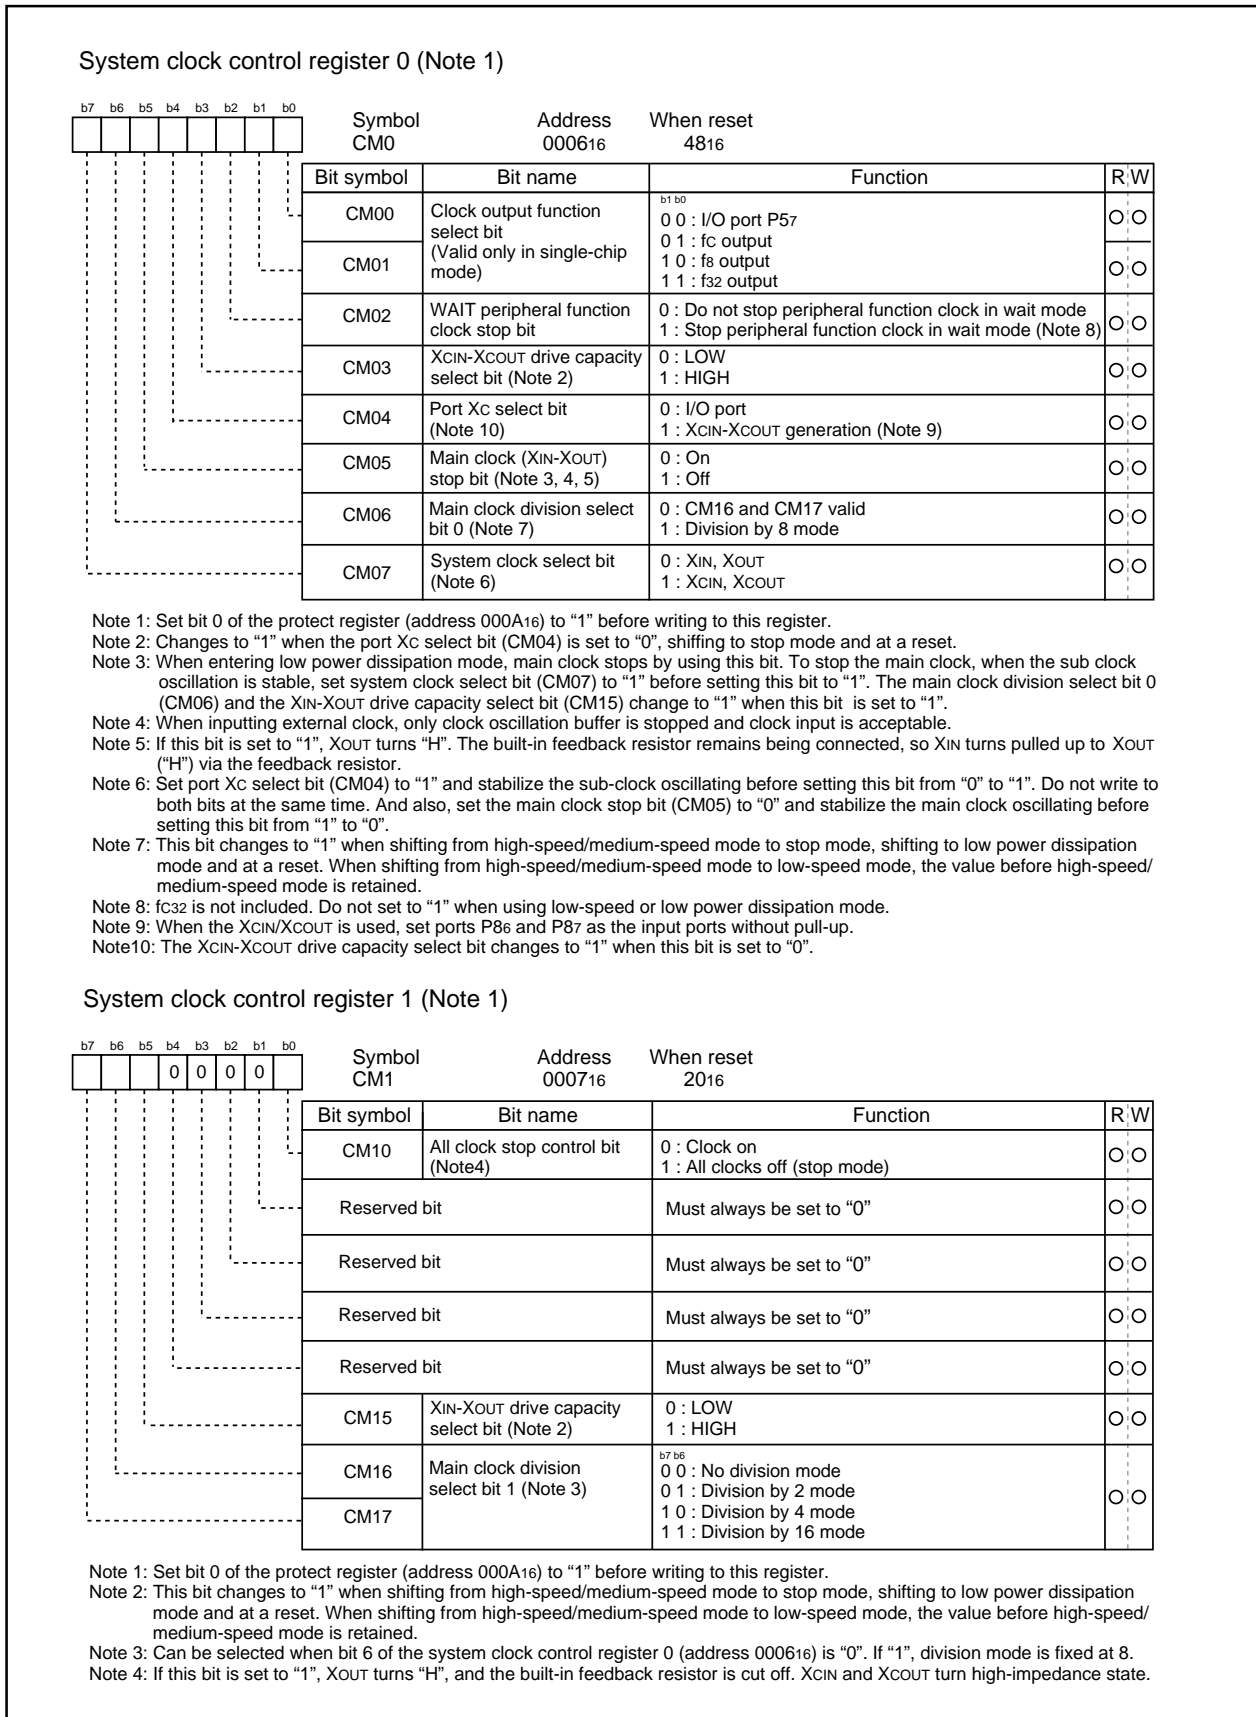 System clock control register 0 (Note 1)
b7 b6 b5 b4 b3 b2 b1 b0
Symbol Address When reset
CM0 000616 4816
Bit symbol Bit name Function R W
CM00 Clock output function select bit (Valid only in single-chip mode)
b1 b0
0 0 : I/O port P57
0 1 : fC output
CM01
1 0 : f8 output
1 1 : f32 output
CM02 WAIT peripheral function 0 : Do not stop peripheral function clock in wait mode
clock stop bit 1 : Stop peripheral function clock in wait mode (Note 8)
CM03 XCIN-XCOUT drive capacity 0 : LOW
select bit (Note 2) 1 : HIGH
CM04 Port XC select bit 0 : I/O port
(Note 10) 1 : XCIN-XCOUT generation (Note 9)
CM05 Main clock (XIN-XOUT) 0 : On
stop bit (Note 3, 4, 5) 1 : Off
CM06 Main clock division select 0 : CM16 and CM17 valid
bit 0 (Note 7) 1 : Division by 8 mode
CM07 System clock select bit 0 : XIN, XOUT
(Note 6) 1 : XCIN, XCOUT
Note 1: Set bit 0 of the protect register (address 000A16) to “1” before writing to this register.
Note 2: Changes to “1” when the port XC select bit (CM04) is set to “0”, shiffing to stop mode and at a reset.
Note 3: When entering low power dissipation mode, main clock stops by using this bit. To stop the main clock, when the sub clock
oscillation is stable, set system clock select bit (CM07) to “1” before setting this bit to “1”. The main clock division select bit 0
(CM06) and the XIN-XOUT drive capacity select bit (CM15) change to “1” when this bit is set to “1”.
Note 4: When inputting external clock, only clock oscillation buffer is stopped and clock input is acceptable.
Note 5: If this bit is set to “1”, XOUT turns “H”. The built-in feedback resistor remains being connected, so XIN turns pulled up to XOUT
(“H”) via the feedback resistor.
Note 6: Set port XC select bit (CM04) to “1” and stabilize the sub-clock oscillating before setting this bit from “0” to “1”. Do not write to
both bits at the same time. And also, set the main clock stop bit (CM05) to “0” and stabilize the main clock oscillating before
setting this bit from “1” to “0”.
Note 7: This bit changes to “1” when shifting from high-speed/medium-speed mode to stop mode, shifting to low power dissipation
mode and at a reset. When shifting from high-speed/medium-speed mode to low-speed mode, the value before high-speed/
medium-speed mode is retained.
Note 8: fC32 is not included. Do not set to “1” when using low-speed or low power dissipation mode.
Note 9: When the XCIN/XCOUT is used, set ports P86 and P87 as the input ports without pull-up.
Note10: The XCIN-XCOUT drive capacity select bit changes to “1” when this bit is set to “0”.
System clock control register 1 (Note 1)
b7 b6 b5 b4 b3 b2 b1 b0
0 0 0 0
Symbol Address When reset
CM1 000716 2016
Bit symbol Bit name Function R W
CM10 All clock stop control bit 0 : Clock on
(Note4) 1 : All clocks off (stop mode)
Reserved bit Must always be set to “0”
Reserved bit Must always be set to “0”
Reserved bit Must always be set to “0”
Reserved bit Must always be set to “0”
CM15 XIN-XOUT drive capacity 0 : LOW
select bit (Note 2) 1 : HIGH
b7 b6
CM16 Main clock division 0 0 : No division mode
select bit 1 (Note 3) 0 1 : Division by 2 mode
CM17 1 0 : Division by 4 mode
1 1 : Division by 16 mode
Note 1: Set bit 0 of the protect register (address 000A16) to “1” before writing to this register.
Note 2: This bit changes to “1” when shifting from high-speed/medium-speed mode to stop mode, shifting to low power dissipation
mode and at a reset. When shifting from high-speed/medium-speed mode to low-speed mode, the value before high-speed/
medium-speed mode is retained.
Note 3: Can be selected when bit 6 of the system clock control register 0 (address 000616) is “0”. If “1”, division mode is fixed at 8.
Note 4: If this bit is set to “1”, XOUT turns “H”, and the built-in feedback resistor is cut off. XCIN and XCOUT turn high-impedance state.